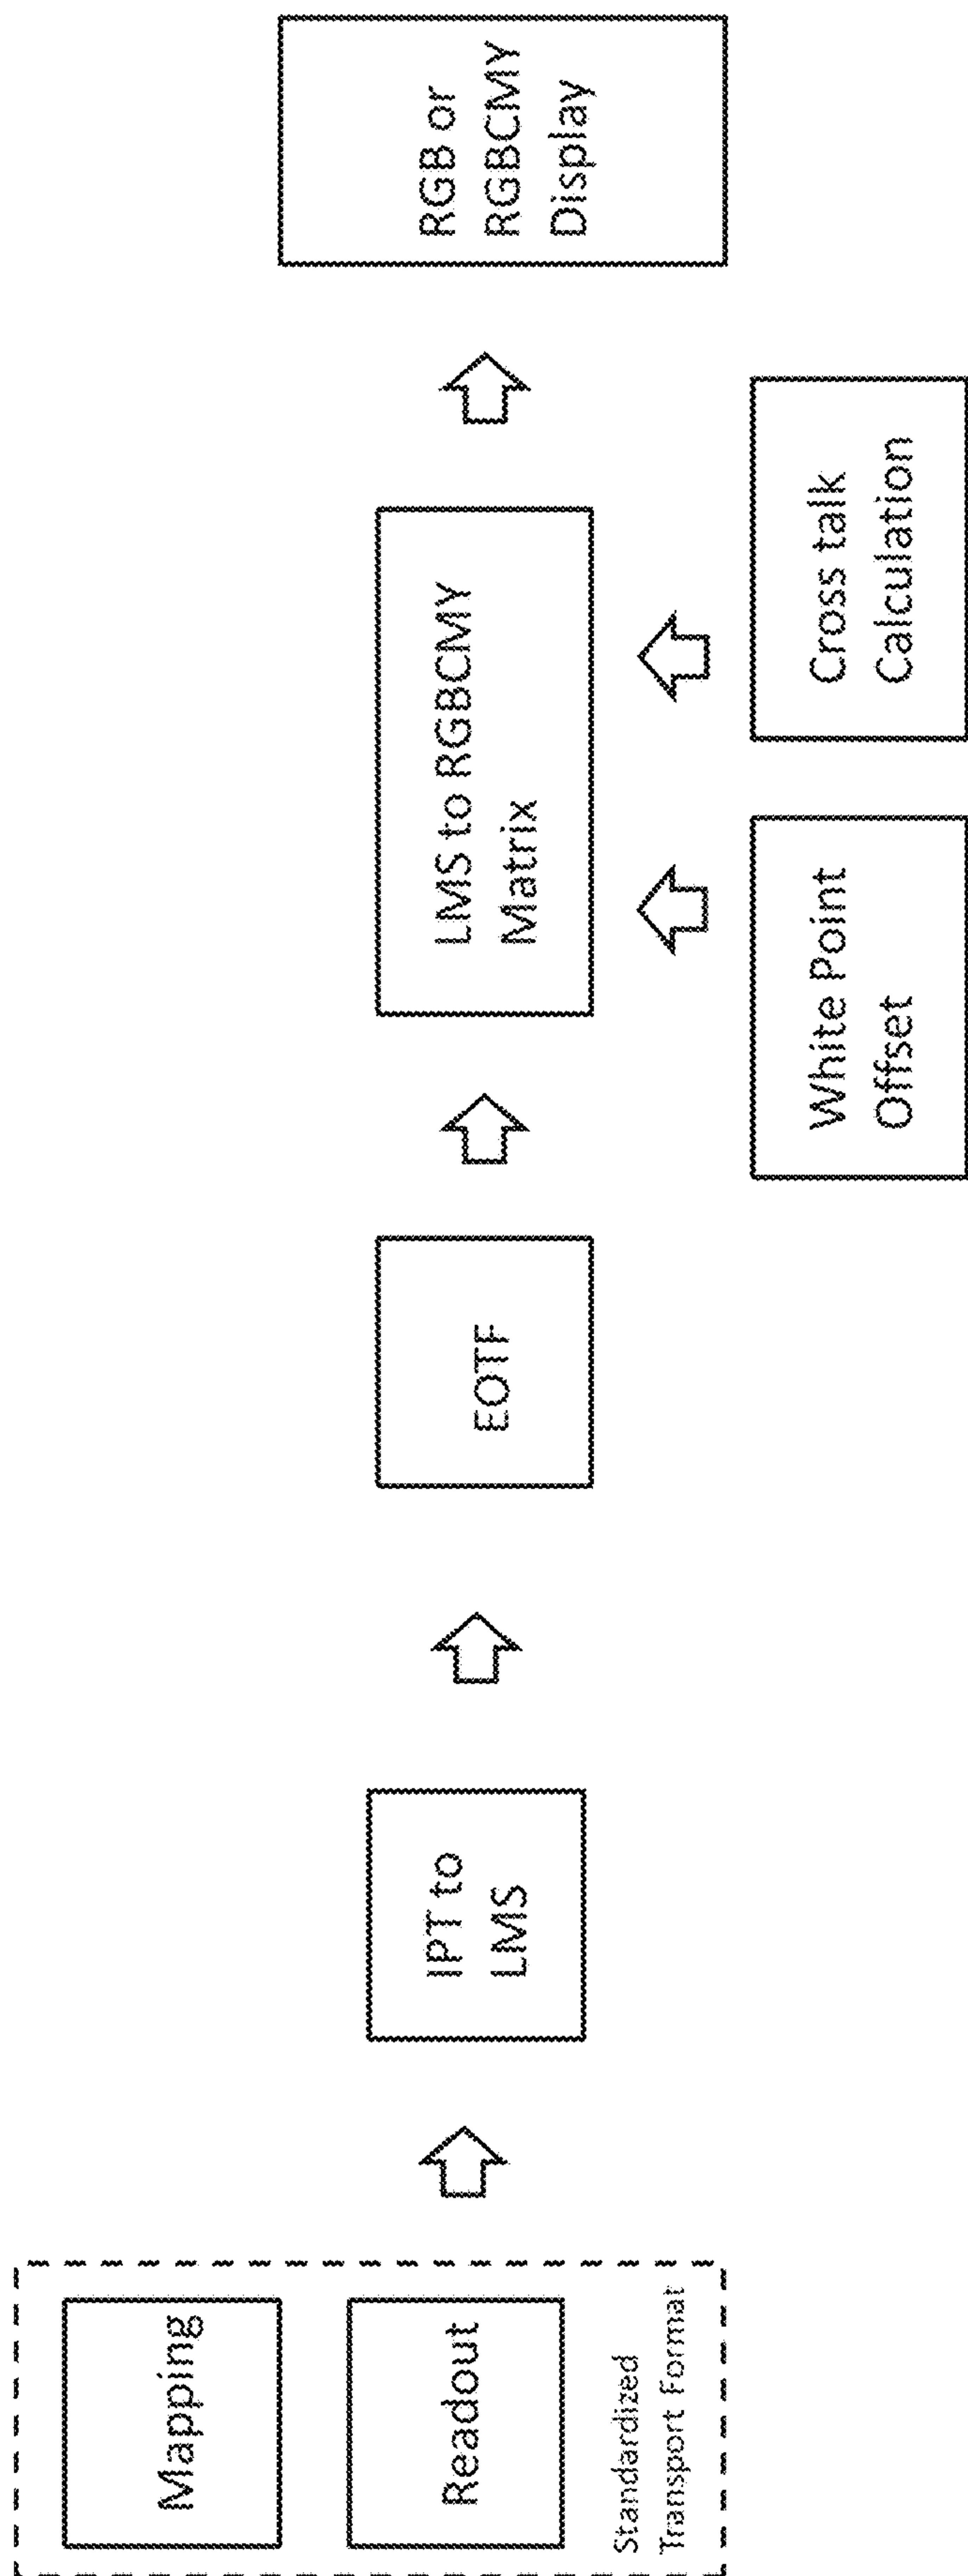 Mapping
Readout
Standardized
Transport Format
IPT to
LMS
EOTF
LMS to RGBCMY
Matrix
White Point
Offset
Cross talk
Calculation
RGB or
RGBCMY
Display